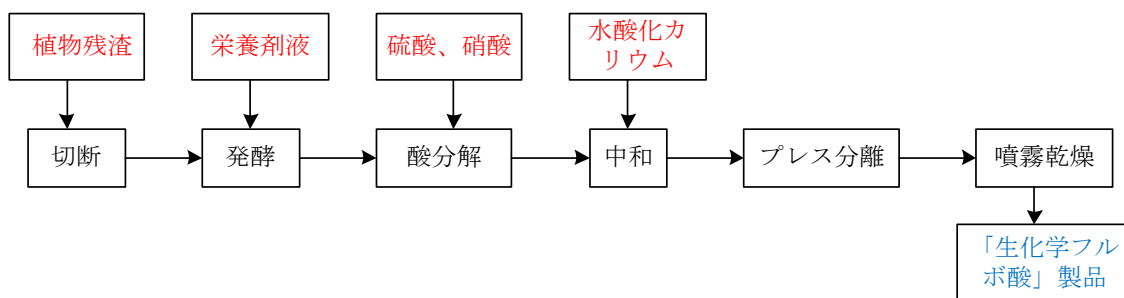 植物残渣
栄養剤液
硫酸、硝酸
水酸化カ
リウム
切断
発酵
酸分解
中和
プレス分離
噴霧乾燥
「生化学フル
ボ酸」製品